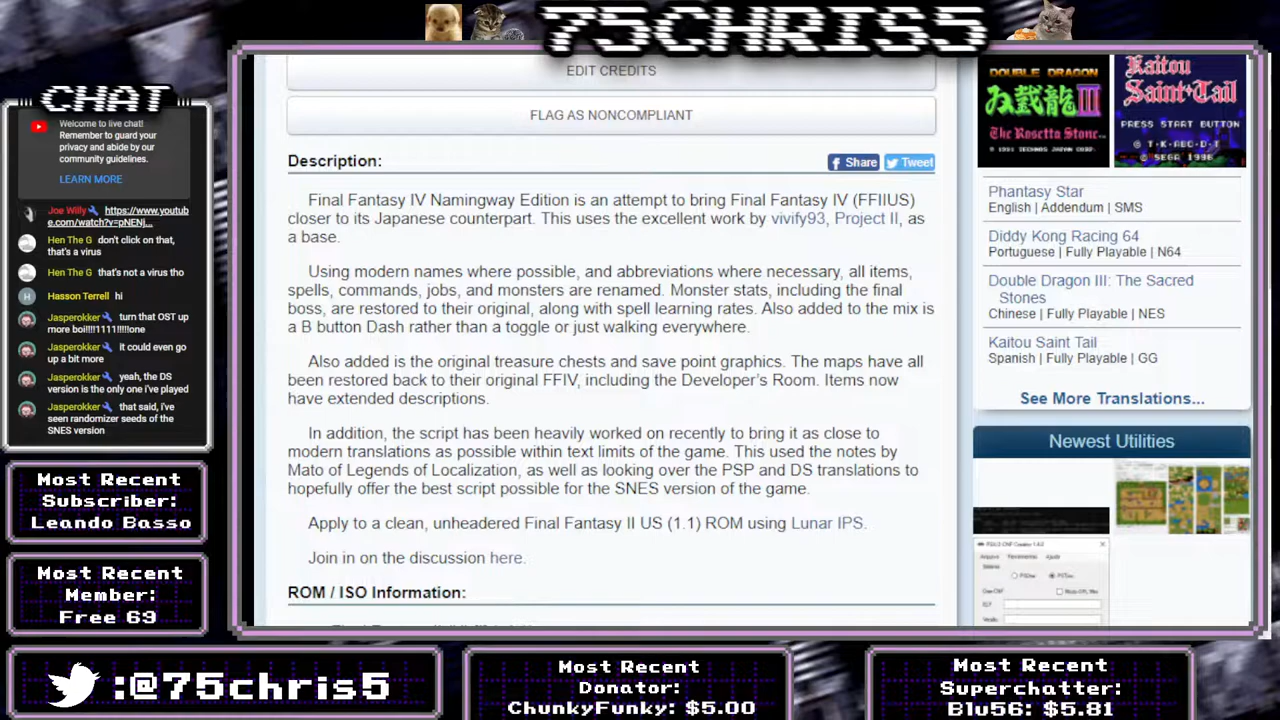 75CHRIS5
CHAT
Welcome to live chat!
Remember to guard your
privacy and abide by our
community guidelines.
LEARN MORE
Joe Willy https://www.youtub
e.com/watch?v=pNENj...
Hen The G don't click on that,
that's a virus
Hen The G that's not a virus tho
Hasson Terrell hi
Jasperokker turn that OST up
more boi!!!!1111!!!!one
Jasperokker it could even go
up a bit more
Jasperokker yeah, the DS
version is the only one i've played
Jasperokker that said, i've
seen randomizer seeds of the
SNES version
Most Recent
Subscriber:
Leando Basso
Most Recent
Member:
Free 69
EDIT CREDITS
FLAG AS NONCOMPLIANT
Description:
Share
Tweet
Final Fantasy IV Namingway Edition is an attempt to bring Final Fantasy IV (FFIIUS)
closer to its Japanese counterpart. This uses the excellent work by vivify93, Project II, as
a base.
Using modern names where possible, and abbreviations where necessary, all items,
spells, commands, jobs, and monsters are renamed. Monster stats, including the final
boss, are restored to their original, along with spell learning rates. Also added to the mix is
a B button Dash rather than a toggle or just walking everywhere.
Also added is the original treasure chests and save point graphics. The maps have all
been restored back to their original FFIV, including the Developer's Room. Items now
have extended descriptions.
In addition, the script has been heavily worked on recently to bring it as close to
modern translations as possible within text limits of the game. This used the notes by
Mato of Legends of Localization, as well as looking over the PSP and DS translations to
hopefully offer the best script possible for the SNES version of the game.
Apply to a clean, unheadered Final Fantasy II US (1.1) ROM using Lunar IPS.
Join in on the discussion here.
ROM / ISO Information:
DOUBLE DRAGON
III
The Rosetta Stone
© 1991 TECHNOS JAPAN CORP.
Kaitou
Saint Tail
PRESS START BUTTON
© T·K·ABC·D·T
© SEGA 1996
Phantasy Star
English | Addendum | SMS
Diddy Kong Racing 64
Portuguese | Fully Playable | N64
Double Dragon III: The Sacred
Stones
Chinese | Fully Playable | NES
Kaitou Saint Tail
Spanish | Fully Playable | GG
See More Translations...
Newest Utilities
:@75chris5
Most Recent
Donator:
ChunkyFunky: $5.00
Most Recent
Superchatter:
Blu56: $5.81